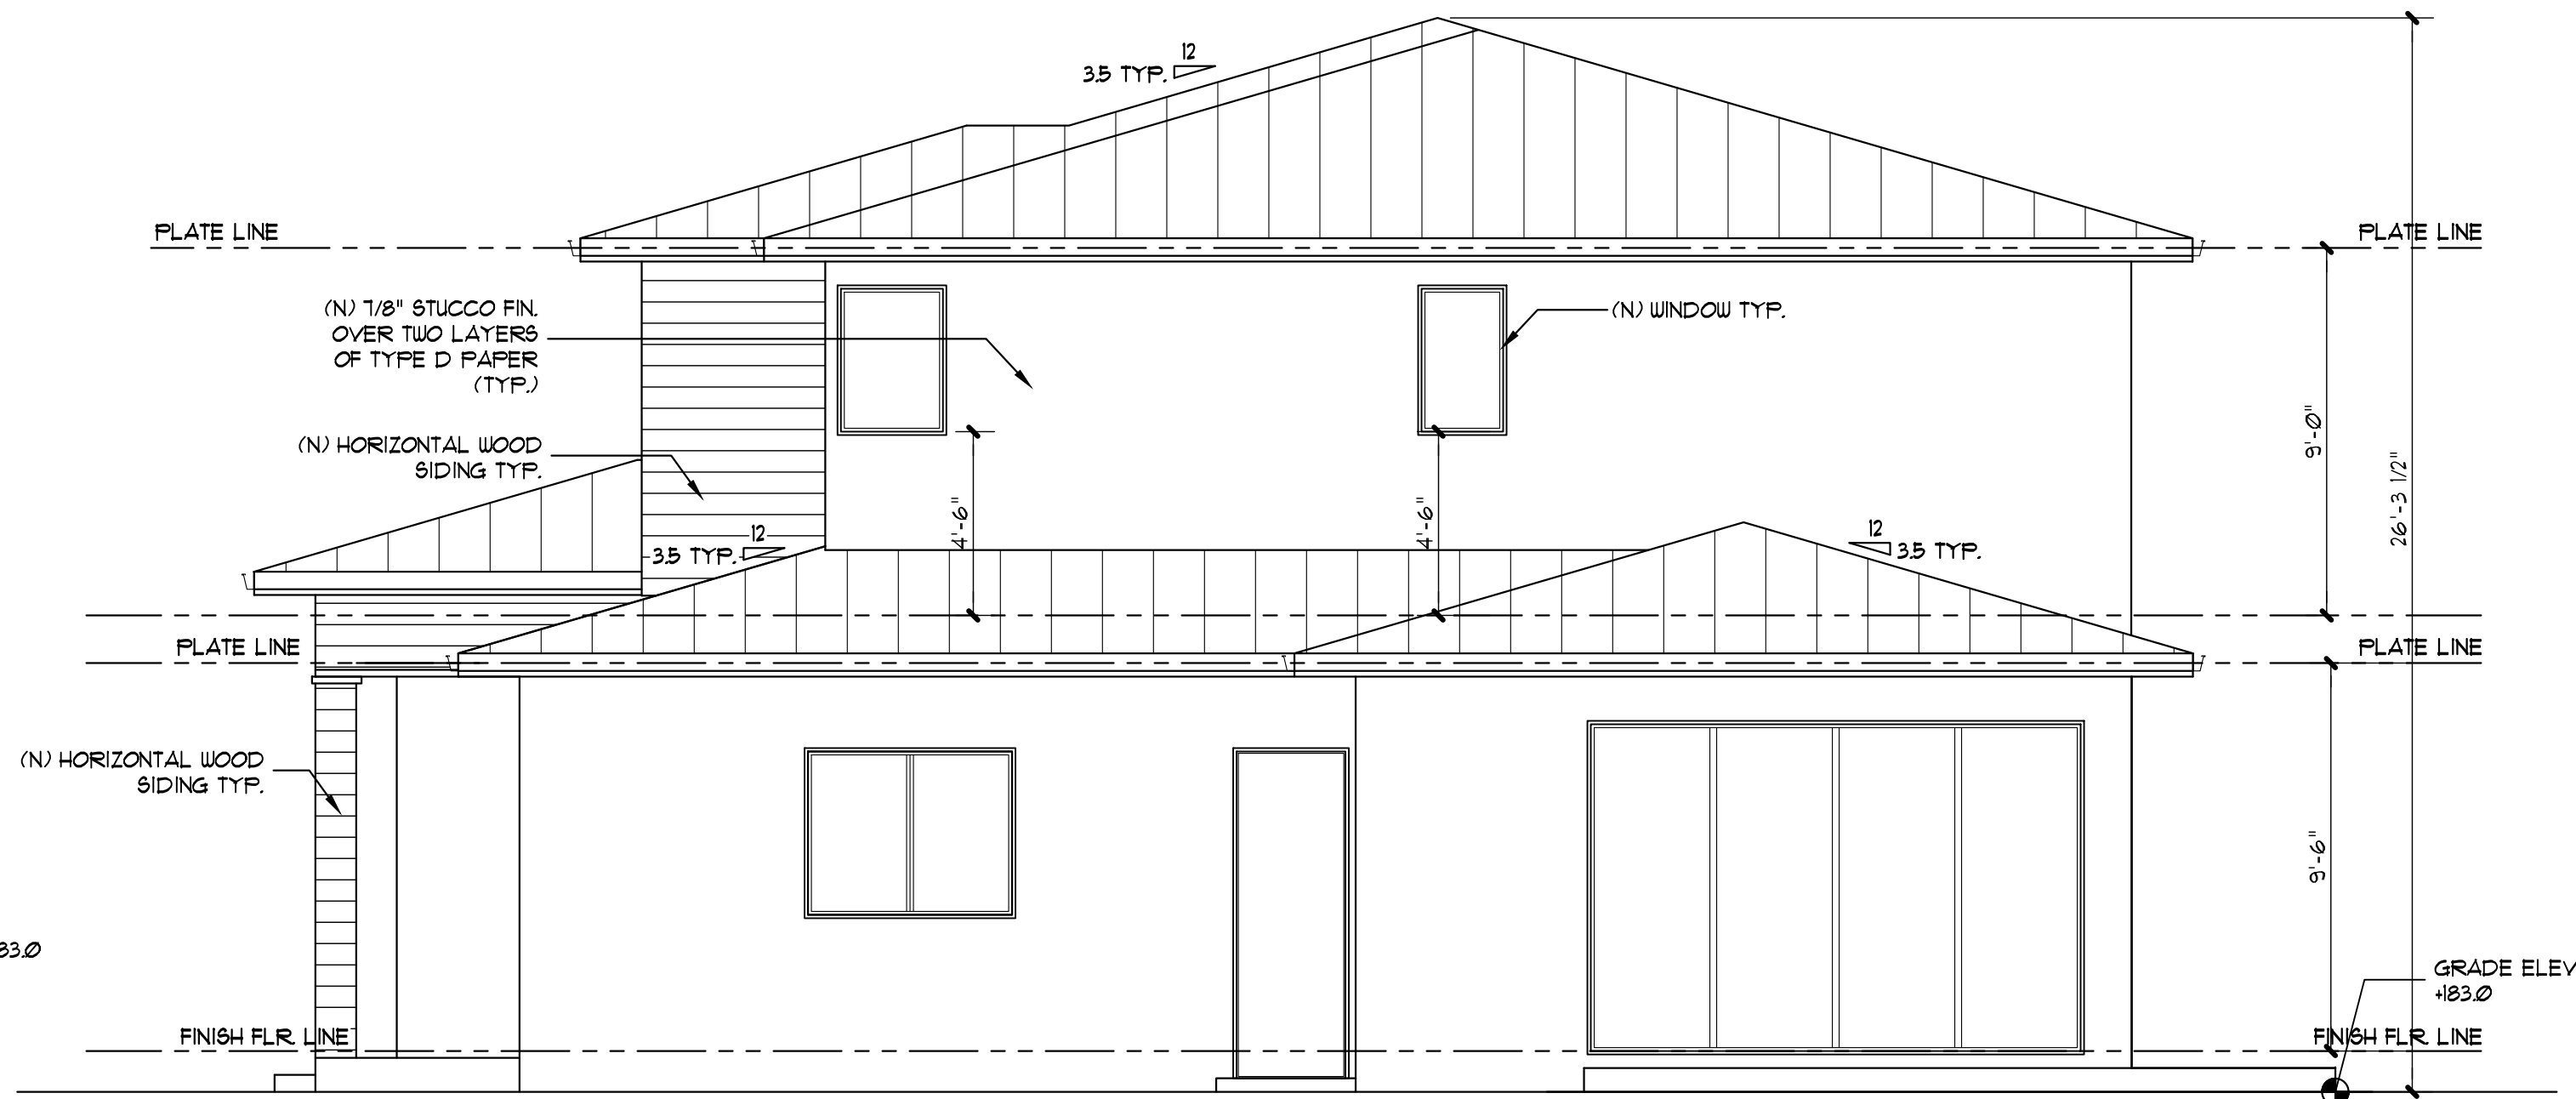 12
3.5 TYP.
PLATE LINE
PLATE LINE
(N) 7/8" STUCCO FIN.
OVER TWO LAYERS
OF TYPE D PAPER
(TYP.)
(N) WINDOW TYP.
9'-0"
26'-3 1/2"
(N) HORIZONTAL WOOD
SIDING TYP.
4'-6"
4'-6"
12
3.5 TYP.
12
3.5 TYP.
PLATE LINE
PLATE LINE
(N) HORIZONTAL WOOD
SIDING TYP.
9'-6"
83.0
GRADE ELEV
+183.0
FINISH FLR. LINE
FINISH FLR. LINE